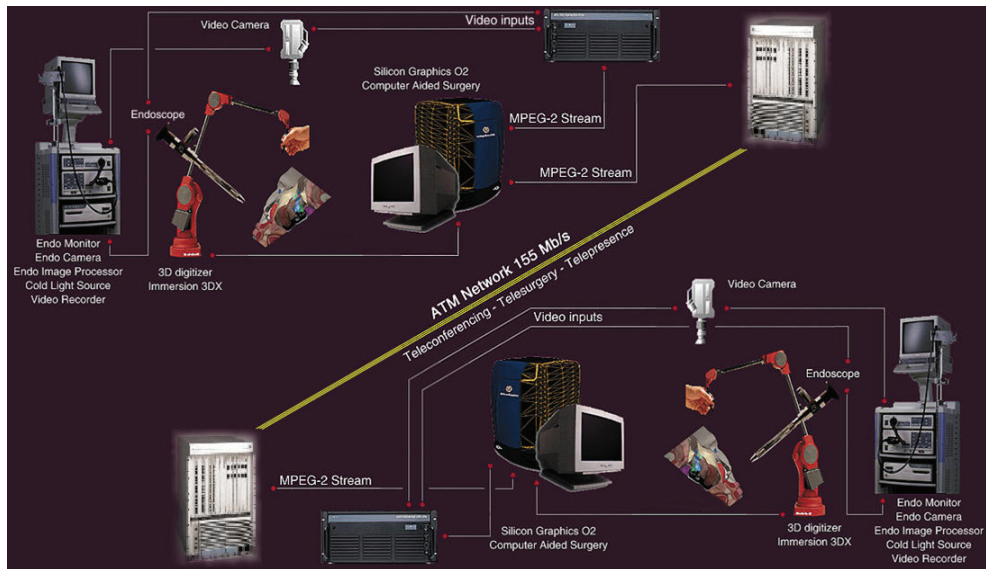 Video Camera
Video inputs
Silicon Graphics O2
Computer Aided Surgery
Endoscope
MPEG-2 Stream
MPEG-2 Stream
Endo Monitor
Endo Camera
Endo Image Processor
Cold Light Source
Video Recorder
3D digitizer
Immersion 3DX
ATM Network 155 Mb/s
Teleconferencing - Telesurgery - Telepresence
Video Camera
Video inputs
Endoscope
MPEG-2 Stream
Silicon Graphics O2
Computer Aided Surgery
3D digitizer
Immersion 3DX
Endo Monitor
Endo Camera
Endo Image Processor
Cold Light Source
Video Recorder